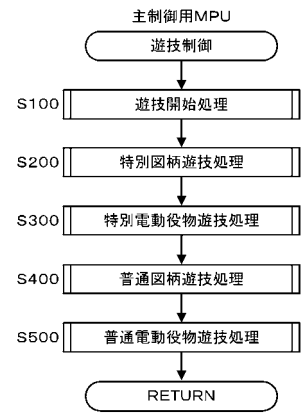 主制御用MPU
遊技制御
S100 遊技開始処理
S200 特別図柄遊技処理
S300 特別電動役物遊技処理
S400 普通図柄遊技処理
S500 普通電動役物遊技処理
RETURN